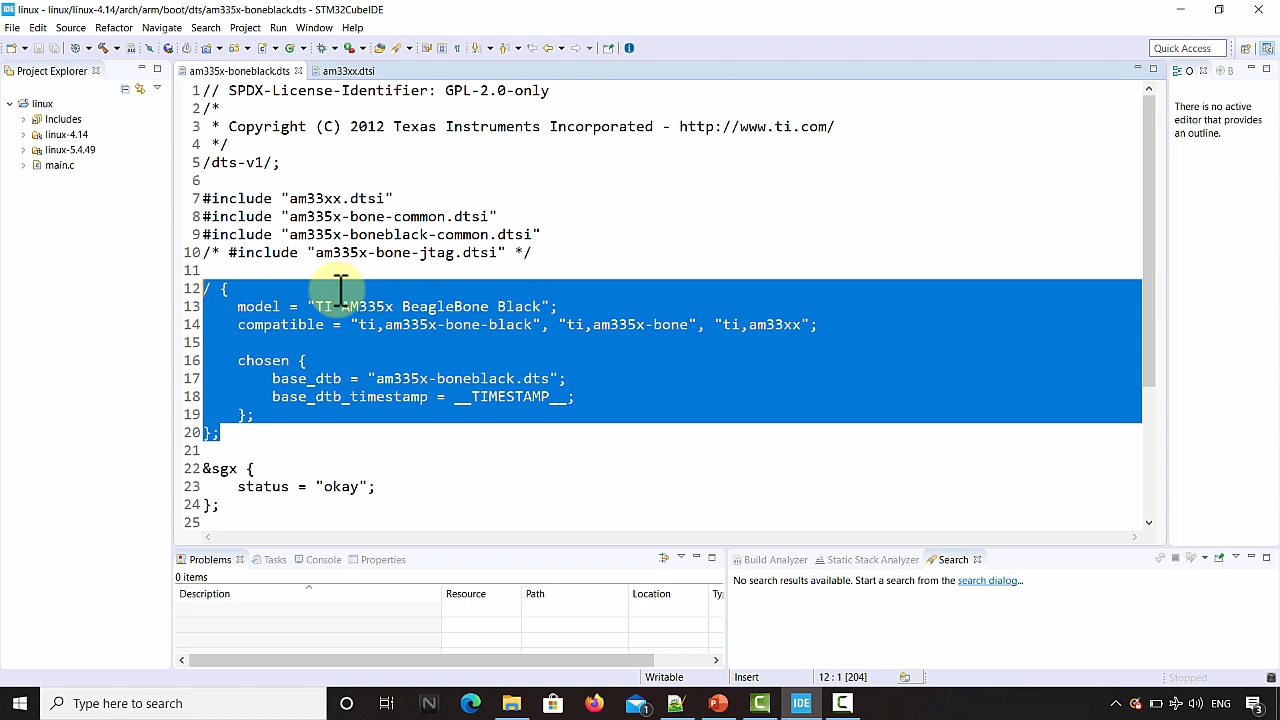 IDE linux - linux/linux-4.14/arch/arm/boot/dts/am335x-boneblack.dts - STM32CubeIDE
File Edit Source Refactor Navigate Search Project Run Window Help
Quick Access
Project Explorer
linux
Includes
linux-4.14
linux-5.4.49
main.c
am335x-boneblack.dts am33xx.dtsi
1 // SPDX-License-Identifier: GPL-2.0-only
2 /*
3  * Copyright (C) 2012 Texas Instruments Incorporated - http://www.ti.com/
4  */
5 /dts-v1/;
6
7 #include "am33xx.dtsi"
8 #include "am335x-bone-common.dtsi"
9 #include "am335x-boneblack-common.dtsi"
10 /* #include "am335x-bone-jtag.dtsi" */
11
12 / {
13     model = "TI AM335x BeagleBone Black";
14     compatible = "ti,am335x-bone-black", "ti,am335x-bone", "ti,am33xx";
15
16     chosen {
17         base_dtb = "am335x-boneblack.dts";
18         base_dtb_timestamp = __TIMESTAMP__;
19     };
20 };
21
22 &sgx {
23     status = "okay";
24 };
25
O B
There is no active
editor that provides
an outline.
Problems Tasks Console Properties
0 items
Description Resource Path Location Ty
Build Analyzer Static Stack Analyzer Search
No search results available. Start a search from the search dialog...
Writable Insert 12 : 1 [204] Stopped
Type here to search
N 1 IDE ENG 3